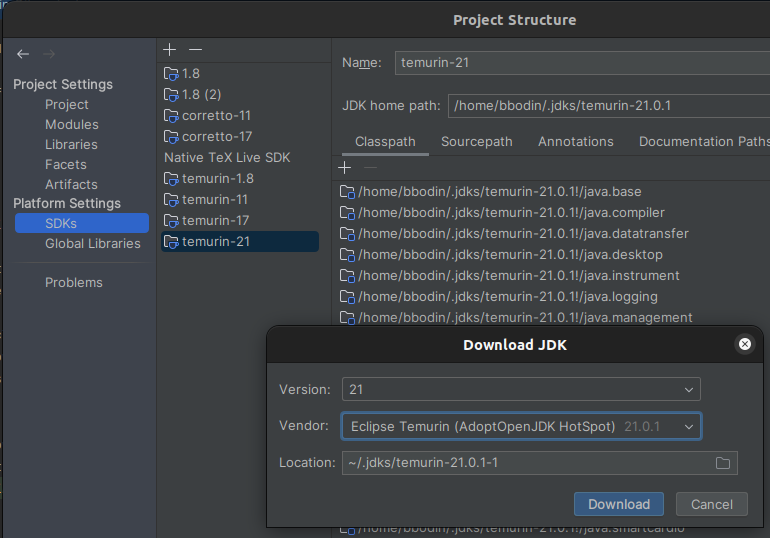 Project Structure
Project Settings
Project
Modules
Libraries
Facets
Artifacts
Platform Settings
SDKs
Global Libraries
Problems
1.8
1.8 (2)
corretto-11
corretto-17
Native TeX Live SDK
temurin-1.8
temurin-11
temurin-17
temurin-21
Name: temurin-21
JDK home path: /home/bbodin/.jdks/temurin-21.0.1
Classpath Sourcepath Annotations Documentation Paths
/home/bbodin/.jdks/temurin-21.0.1!/java.base
/home/bbodin/.jdks/temurin-21.0.1!/java.compiler
/home/bbodin/.jdks/temurin-21.0.1!/java.datatransfer
/home/bbodin/.jdks/temurin-21.0.1!/java.desktop
/home/bbodin/.jdks/temurin-21.0.1!/java.instrument
/home/bbodin/.jdks/temurin-21.0.1!/java.logging
/home/bbodin/.jdks/temurin-21.0.1!/java.management
Download JDK
Version: 21
Vendor: Eclipse Temurin (AdoptOpenJDK HotSpot) 21.0.1
Location: ~/.jdks/temurin-21.0.1-1
Download Cancel
/home/bbodin/.jdks/temurin-21.0.1!/java.smartcardio